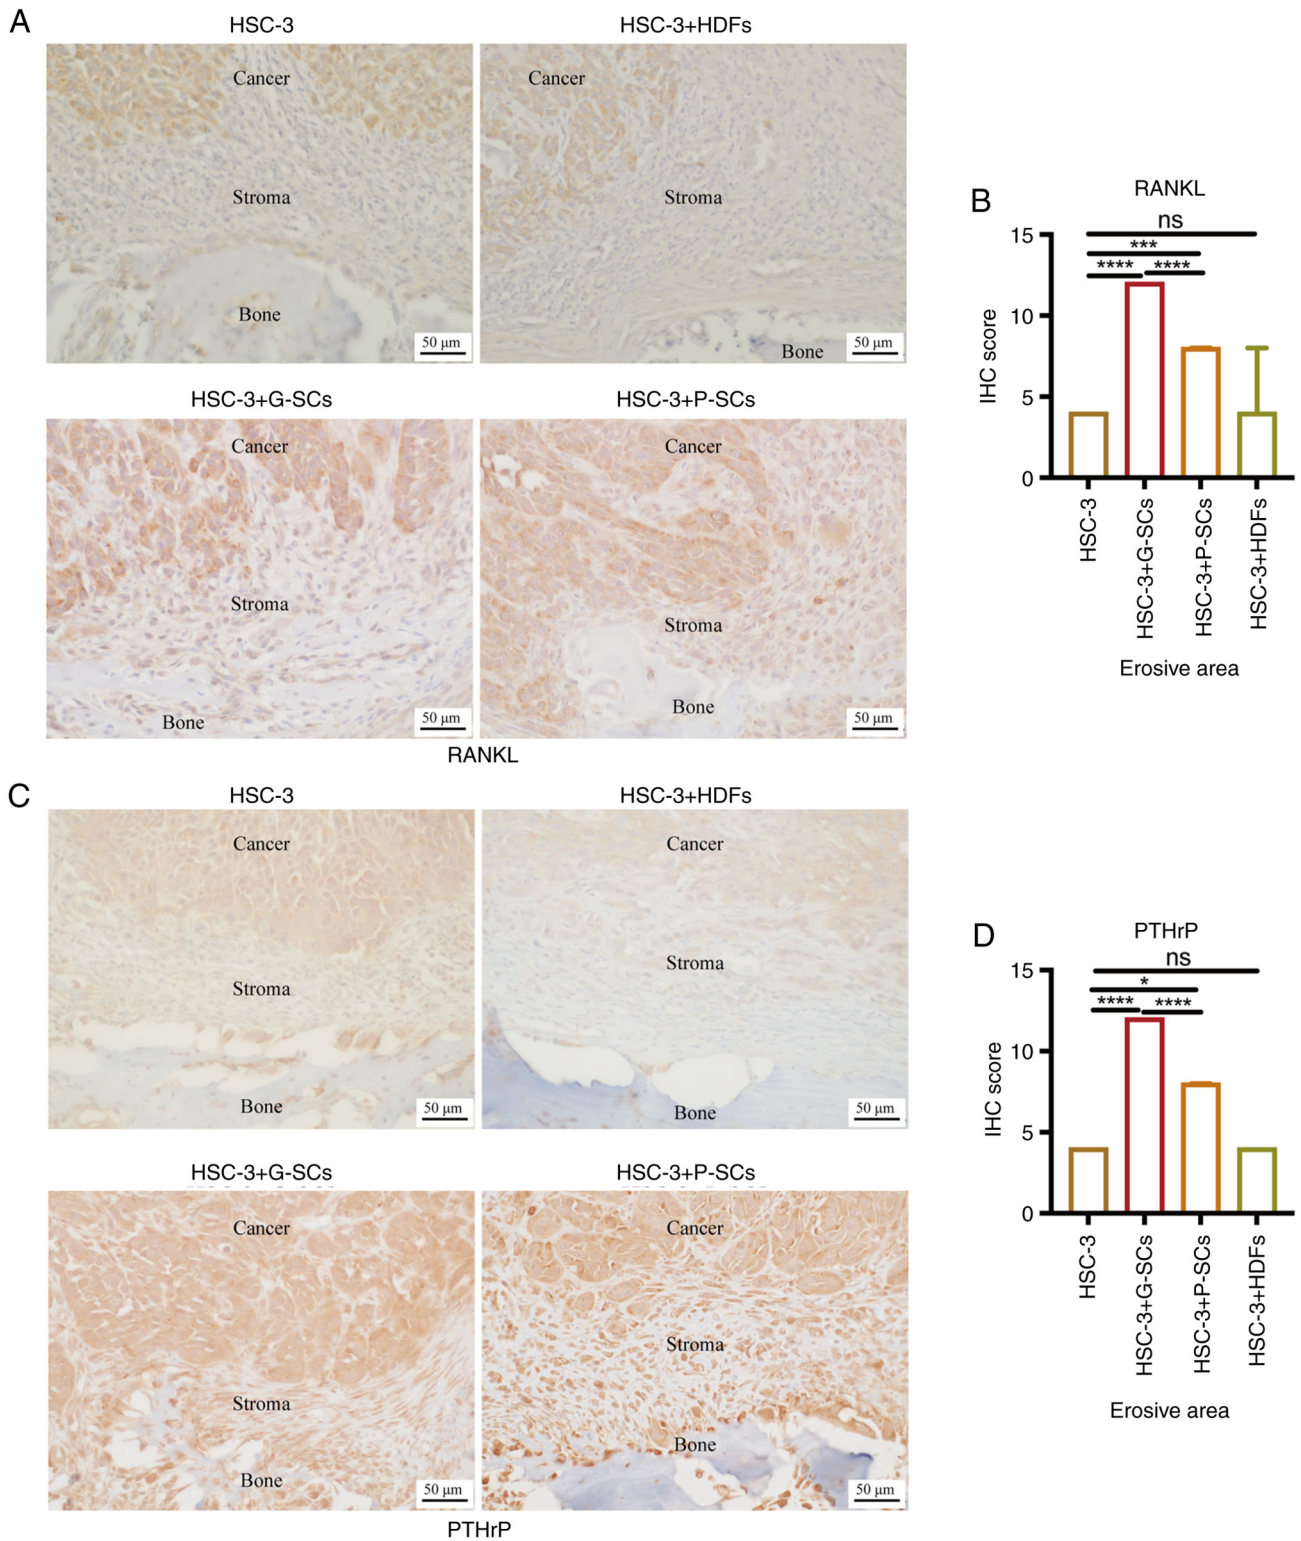 A
HSC-3
HSC-3+HDFs
Cancer
Stroma
Bone
50 μm
Cancer
Stroma
Bone
50 μm
HSC-3+G-SCs
HSC-3+P-SCs
Cancer
Stroma
Bone
50 μm
Cancer
Stroma
Bone
50 μm
RANKL
B
RANKL
ns
***
**** ****
IHC score
15
10
5
0
HSC-3
HSC-3+G-SCs
HSC-3+P-SCs
HSC-3+HDFs
Erosive area
C
HSC-3
HSC-3+HDFs
Cancer
Stroma
Bone
50 μm
Cancer
Stroma
Bone
50 μm
HSC-3+G-SCs
HSC-3+P-SCs
Cancer
Stroma
Bone
50 μm
Cancer
Stroma
Bone
50 μm
PTHrP
D
PTHrP
ns
*
**** ****
IHC score
15
10
5
0
HSC-3
HSC-3+G-SCs
HSC-3+P-SCs
HSC-3+HDFs
Erosive area